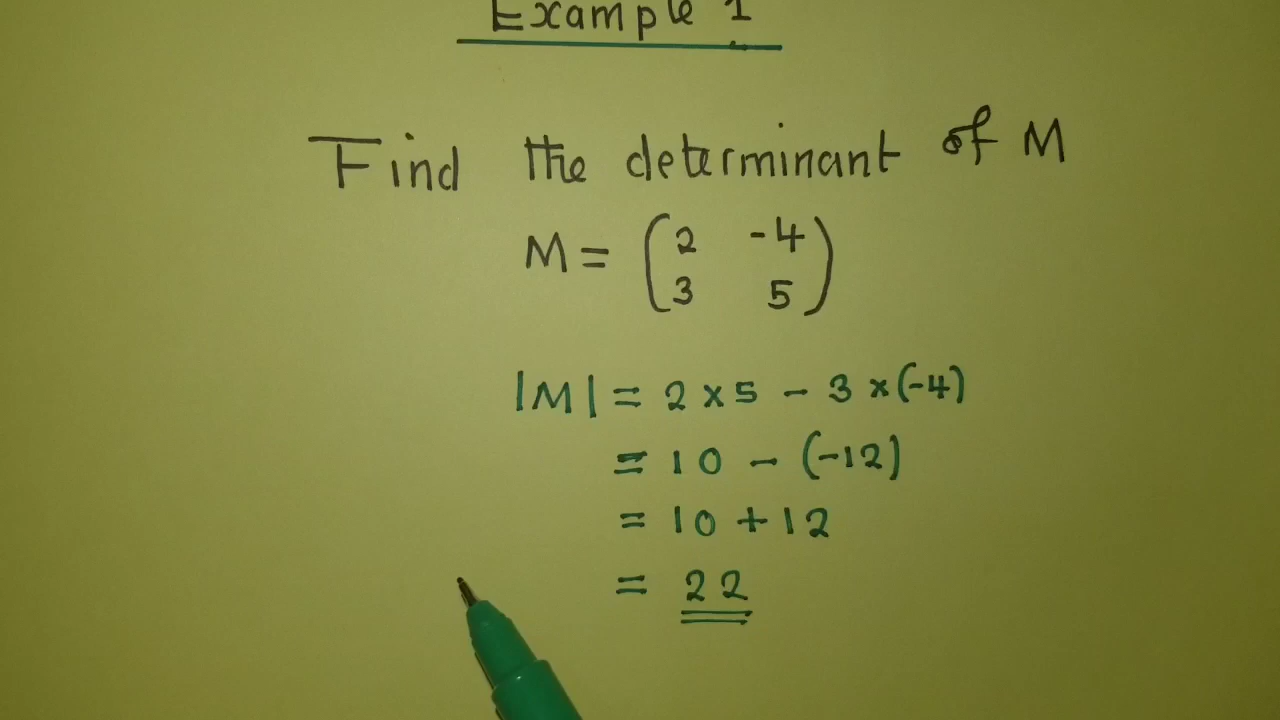 Example 1
Find the determinant of M
M = (2 -4
3 5)
|M| = 2 × 5 - 3 × (-4)
= 10 - (-12)
= 10 + 12
= 22